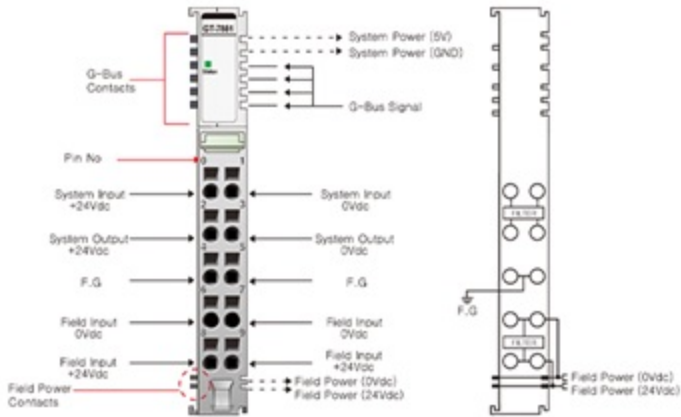 GT-7881
Status
System Power (5V)
System Power (GND)
G-Bus
Contacts
G-Bus Signal
Pin No
0 1
System Input
+24Vdc
System Input
0Vdc
2 3
System Output
+24Vdc
System Output
0Vdc
4 5
F.G
F.G
6 7
Field Input
0Vdc
Field Input
0Vdc
8 9
Field Input
+24Vdc
Field Input
+24Vdc
Field Power
Contacts
Field Power (0Vdc)
Field Power (24Vdc)
FILTER
F.G
FILTER
Field Power (0Vdc)
Field Power (24Vdc)